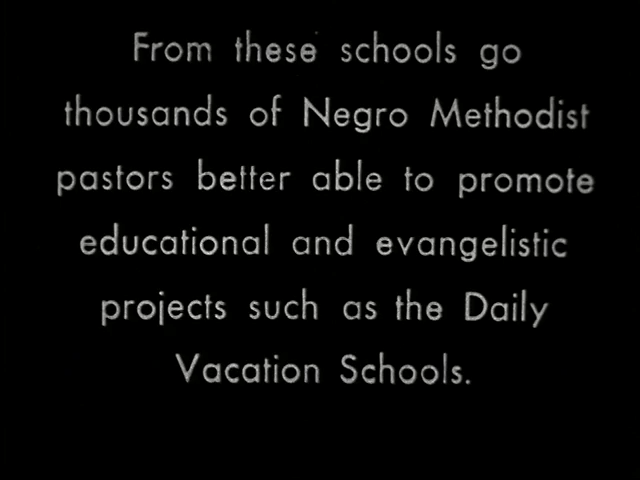 From these schools go
thousands of Negro Methodist
pastors better able to promote
educational and evangelistic
projects such as the Daily
Vacation Schools.